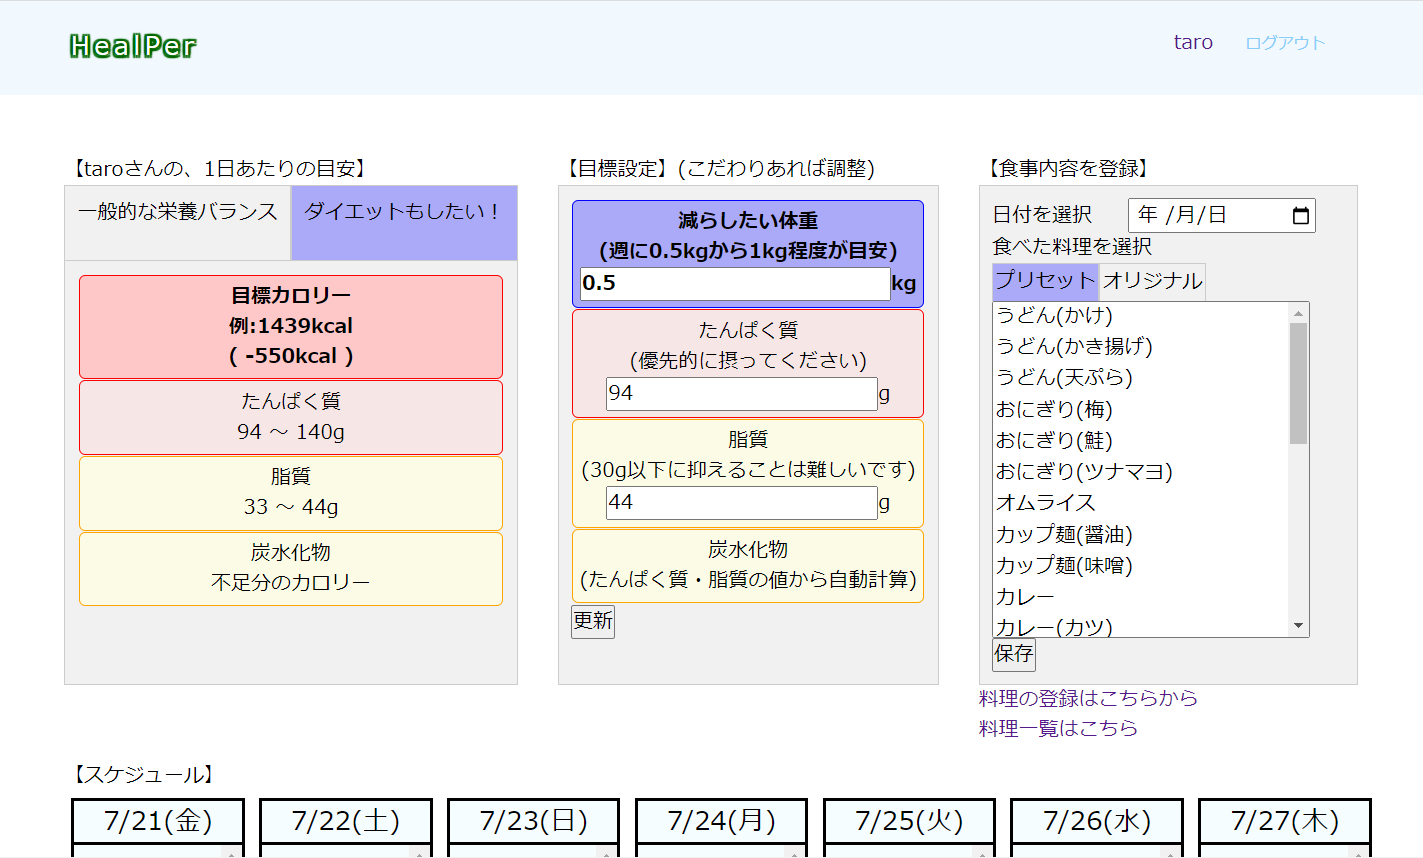 HealPer
taro ログアウト
【taroさんの、1日あたりの目安】
一般的な栄養バランス ダイエットもしたい！
目標カロリー
例:1439kcal
( -550kcal )
たんぱく質
94 ～ 140g
脂質
33 ～ 44g
炭水化物
不足分のカロリー
【目標設定】(こだわりあれば調整)
減らしたい体重
(週に0.5kgから1kg程度が目安)
0.5 kg
たんぱく質
(優先的に摂ってください)
94 g
脂質
(30g以下に抑えることは難しいです)
44 g
炭水化物
(たんぱく質・脂質の値から自動計算)
更新
【食事内容を登録】
日付を選択 年 /月/日
食べた料理を選択
プリセット オリジナル
うどん(かけ)
うどん(かき揚げ)
うどん(天ぷら)
おにぎり(梅)
おにぎり(鮭)
おにぎり(ツナマヨ)
オムライス
カップ麺(醤油)
カップ麺(味噌)
カレー
カレー(カツ)
保存
料理の登録はこちらから
料理一覧はこちら
【スケジュール】
7/21(金) 7/22(土) 7/23(日) 7/24(月) 7/25(火) 7/26(水) 7/27(木)